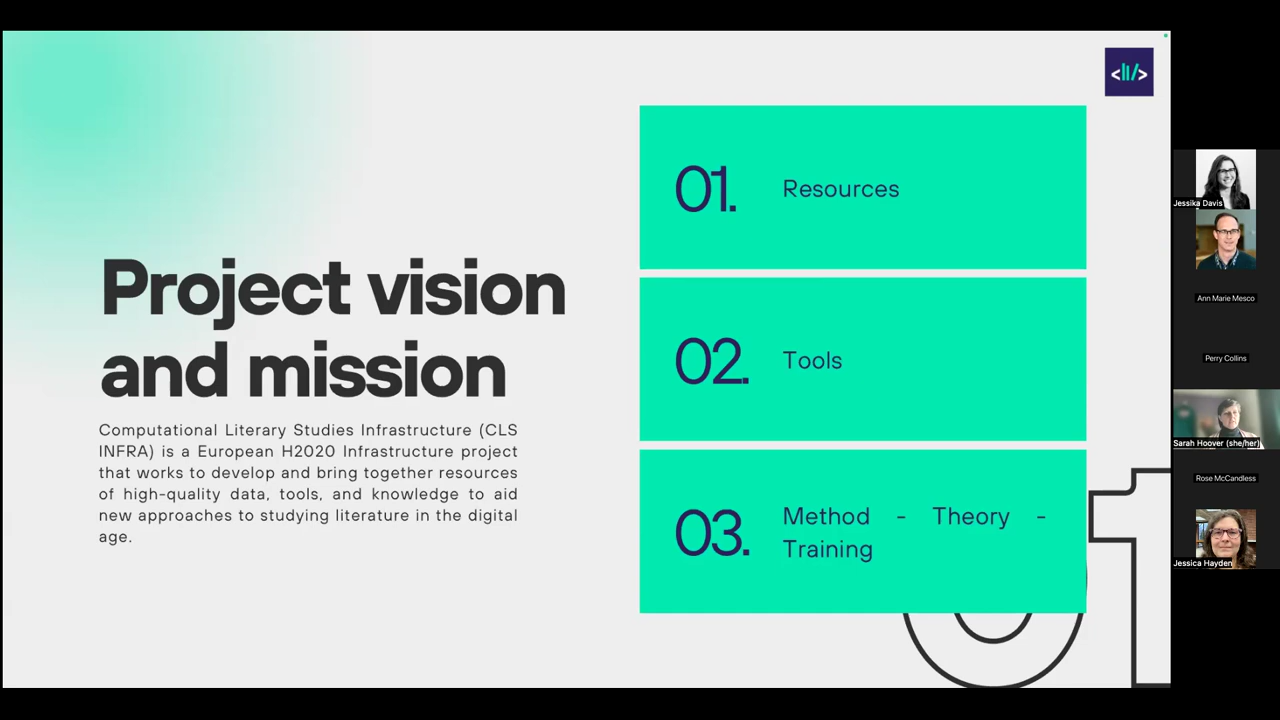 Project vision
and mission
Computational Literary Studies Infrastructure (CLS
INFRA) is a European H2020 Infrastructure project
that works to develop and bring together resources
of high-quality data, tools, and knowledge to aid
new approaches to studying literature in the digital
age.
01.
Resources
02.
Tools
03.
Method - Theory -
Training
01
Jessika Davis
Ann Marie Mesco
Perry Collins
Sarah Hoover (she/her)
Rose McCandless
Jessica Hayden